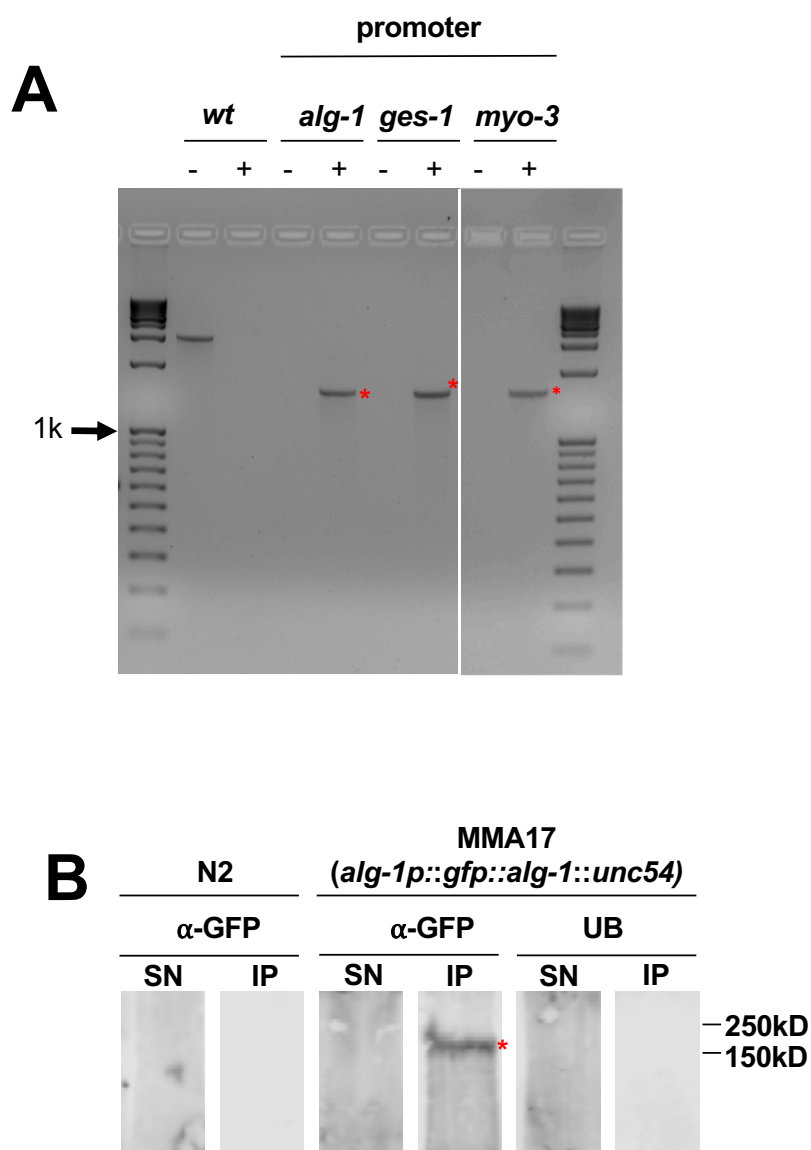 promoter
A
wt alg-1 ges-1 myo-3
- + - + - + - +
* * *
1k
B
MMA17
N2 (alg-1p::gfp::alg-1::unc54)
α-GFP α-GFP UB
SN IP SN IP SN IP
250kD
*
150kD